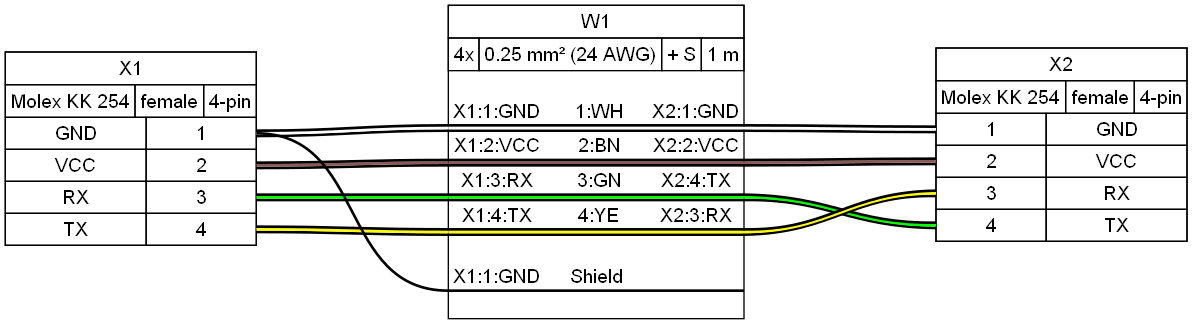 X1
Molex KK 254 female 4-pin
GND 1
VCC 2
RX 3
TX 4
W1
4x 0.25 mm² (24 AWG) + S 1 m
X1:1:GND 1:WH X2:1:GND
X1:2:VCC 2:BN X2:2:VCC
X1:3:RX 3:GN X2:4:TX
X1:4:TX 4:YE X2:3:RX
X1:1:GND Shield
X2
Molex KK 254 female 4-pin
1 GND
2 VCC
3 RX
4 TX